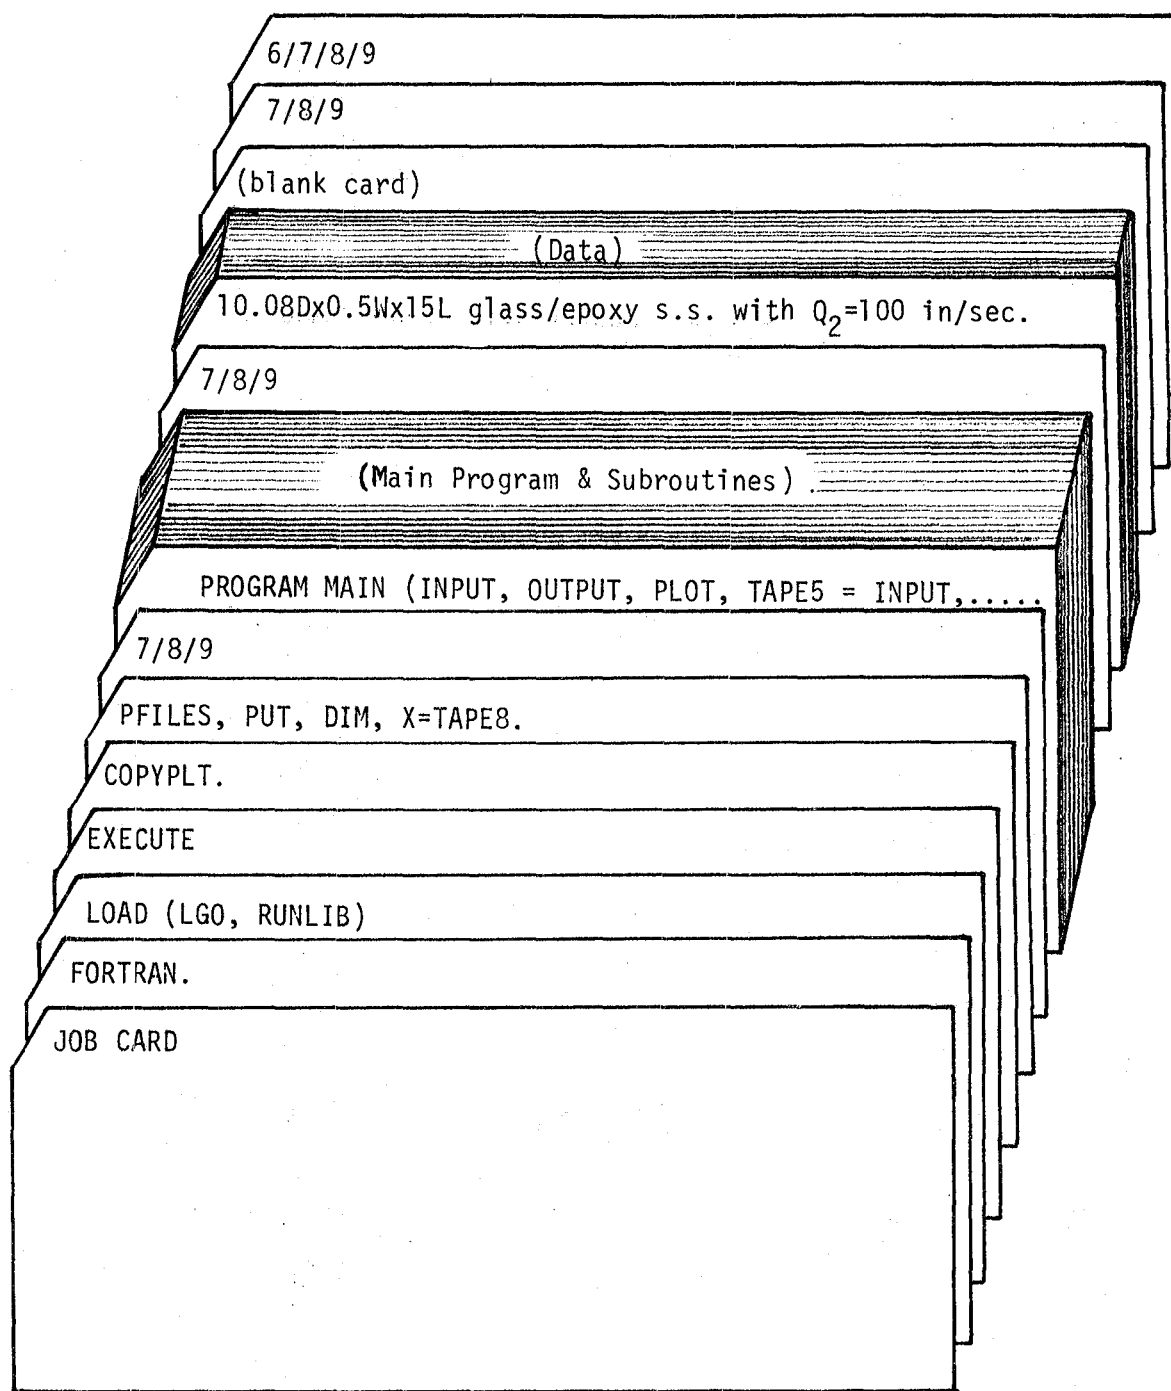 6/7/8/9
7/8/9
(blank card)
(Data)
10.08Dx0.5Wx15L glass/epoxy s.s. with Q₂=100 in/sec.
7/8/9
(Main Program & Subroutines)
PROGRAM MAIN (INPUT, OUTPUT, PLOT, TAPE5 = INPUT,.....
7/8/9
PFILES, PUT, DIM, X=TAPE8.
COPYPLT.
EXECUTE
LOAD (LGO, RUNLIB)
FORTRAN.
JOB CARD